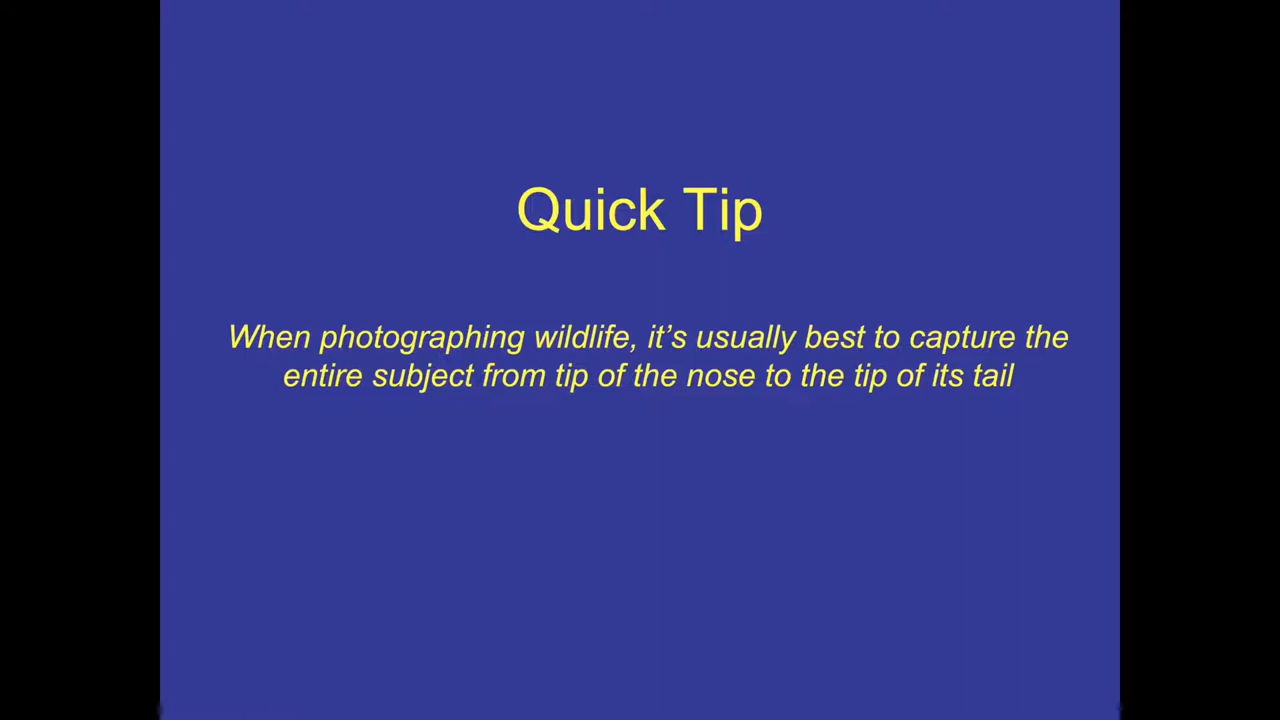 Quick Tip
When photographing wildlife, it’s usually best to capture the
entire subject from tip of the nose to the tip of its tail